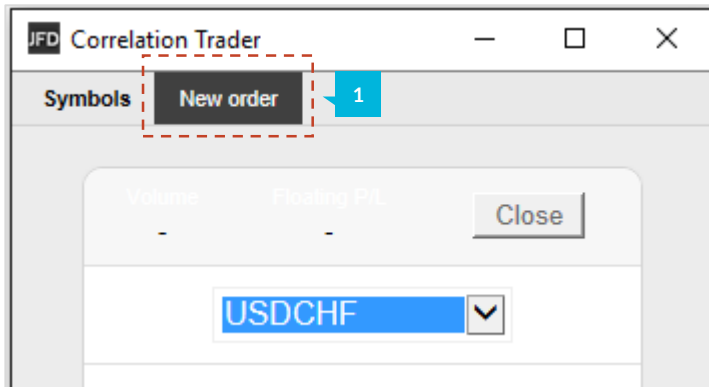 JFD Correlation Trader
Symbols New order 1
Volume Floating P/L Close
- -
USDCHF